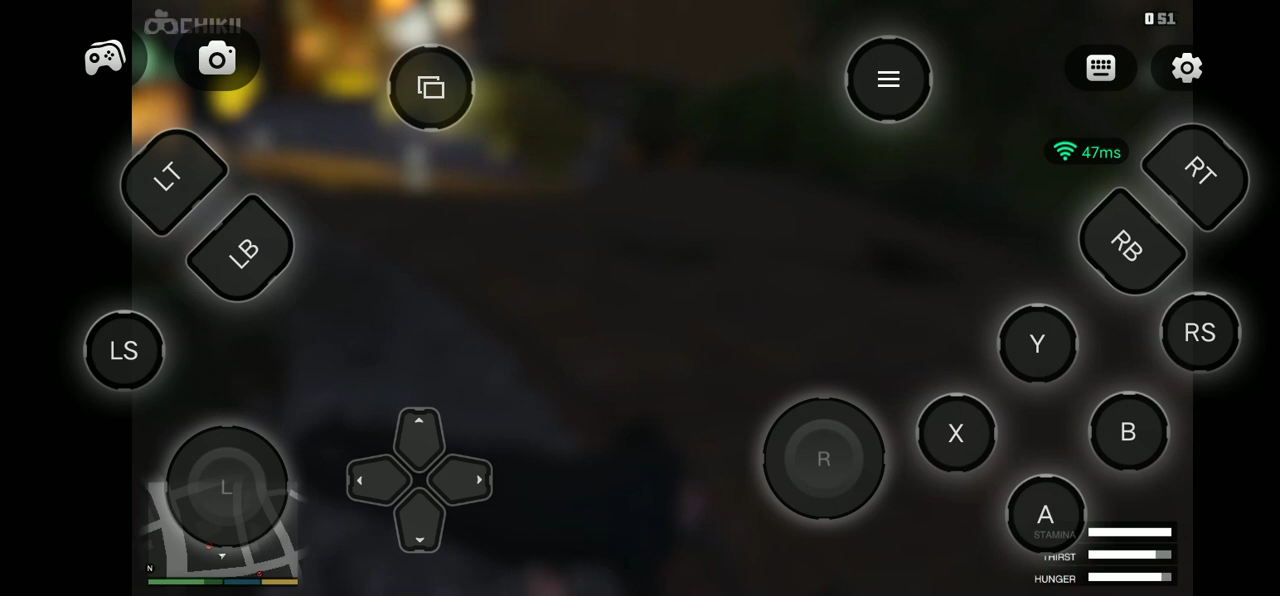 CHIKII
0 51
47ms
LT
RT
LB
RB
LS
RS
Y
X
B
L
R
A
STAMINA
THIRST
N
HUNGER